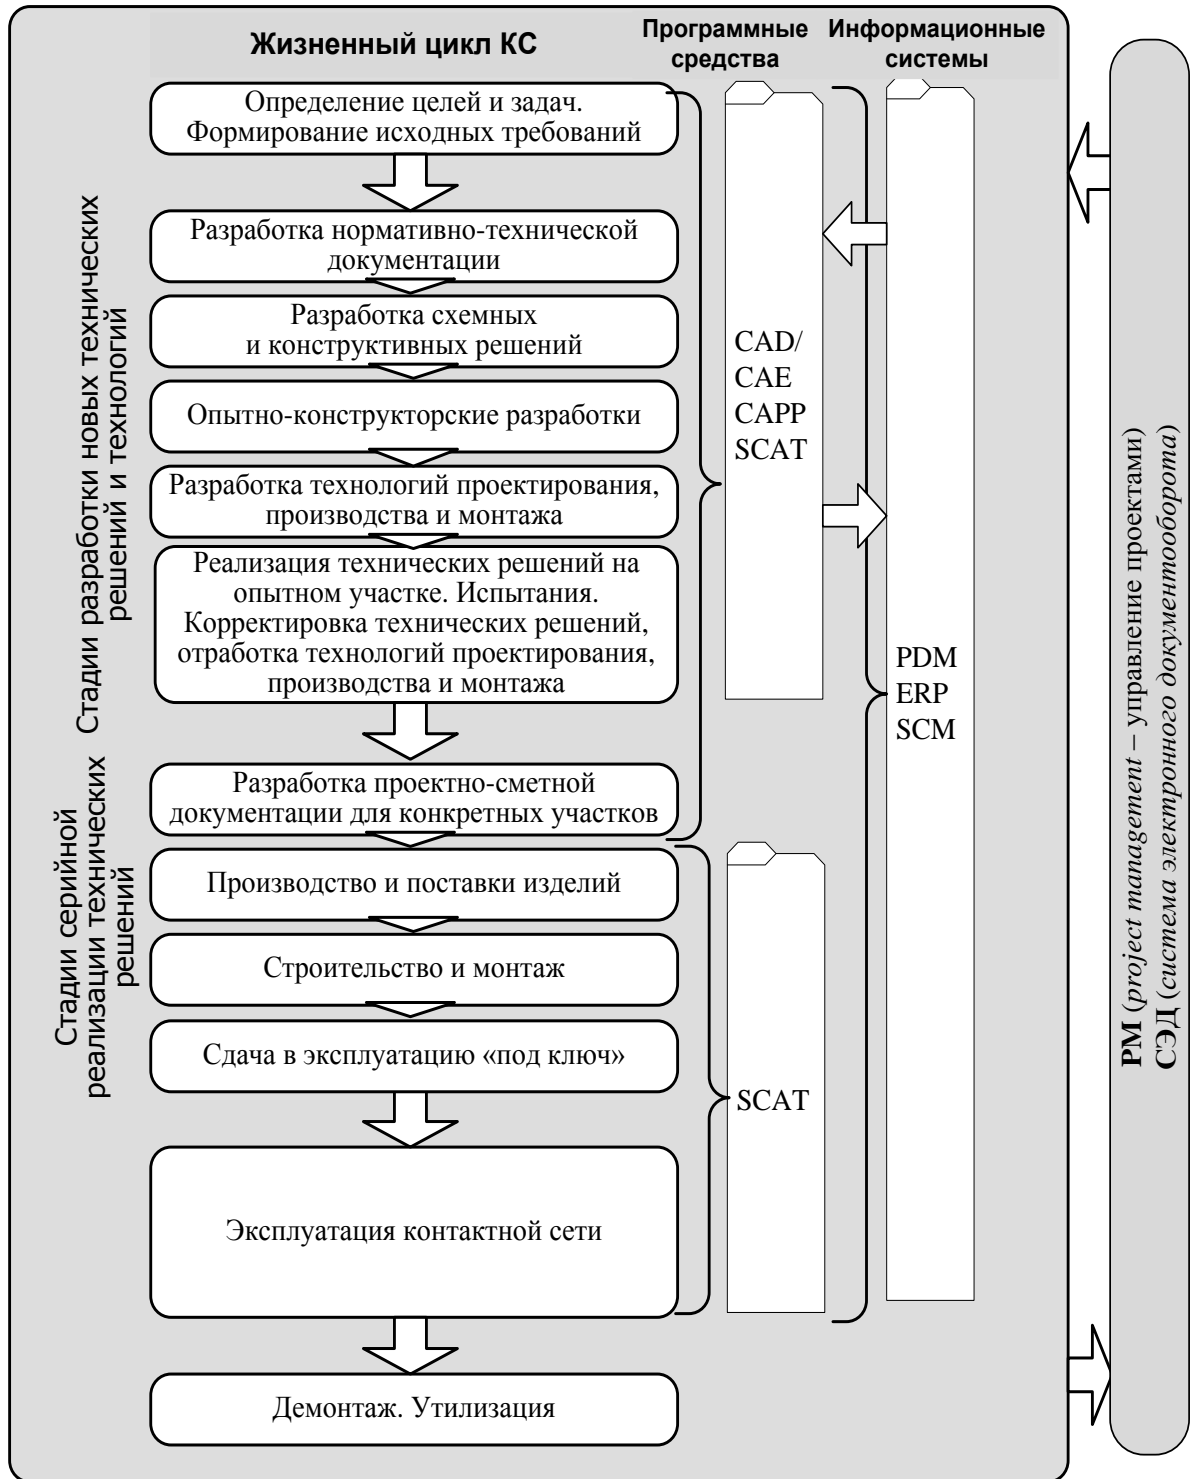 Жизненный цикл КС
Программные
средства
Информационные
системы
Определение целей и задач.
Формирование исходных требований
Разработка нормативно-технической
документации
Разработка схемных
и конструктивных решений
Опытно-конструкторские разработки
Разработка технологий проектирования,
производства и монтажа
Реализация технических решений на
опытном участке. Испытания.
Корректировка технических решений,
отработка технологий проектирования,
производства и монтажа
Разработка проектно-сметной
документации для конкретных участков
Производство и поставки изделий
Строительство и монтаж
Сдача в эксплуатацию «под ключ»
Эксплуатация контактной сети
Демонтаж. Утилизация
Стадии разработки новых технических
решений и технологий
Стадии серийной
реализации технических
решений
CAD/
CAE
CAPP
SCAT
SCAT
PDM
ERP
SCM
PM (project management – управление проектами)
СЭД (система электронного документооборота)